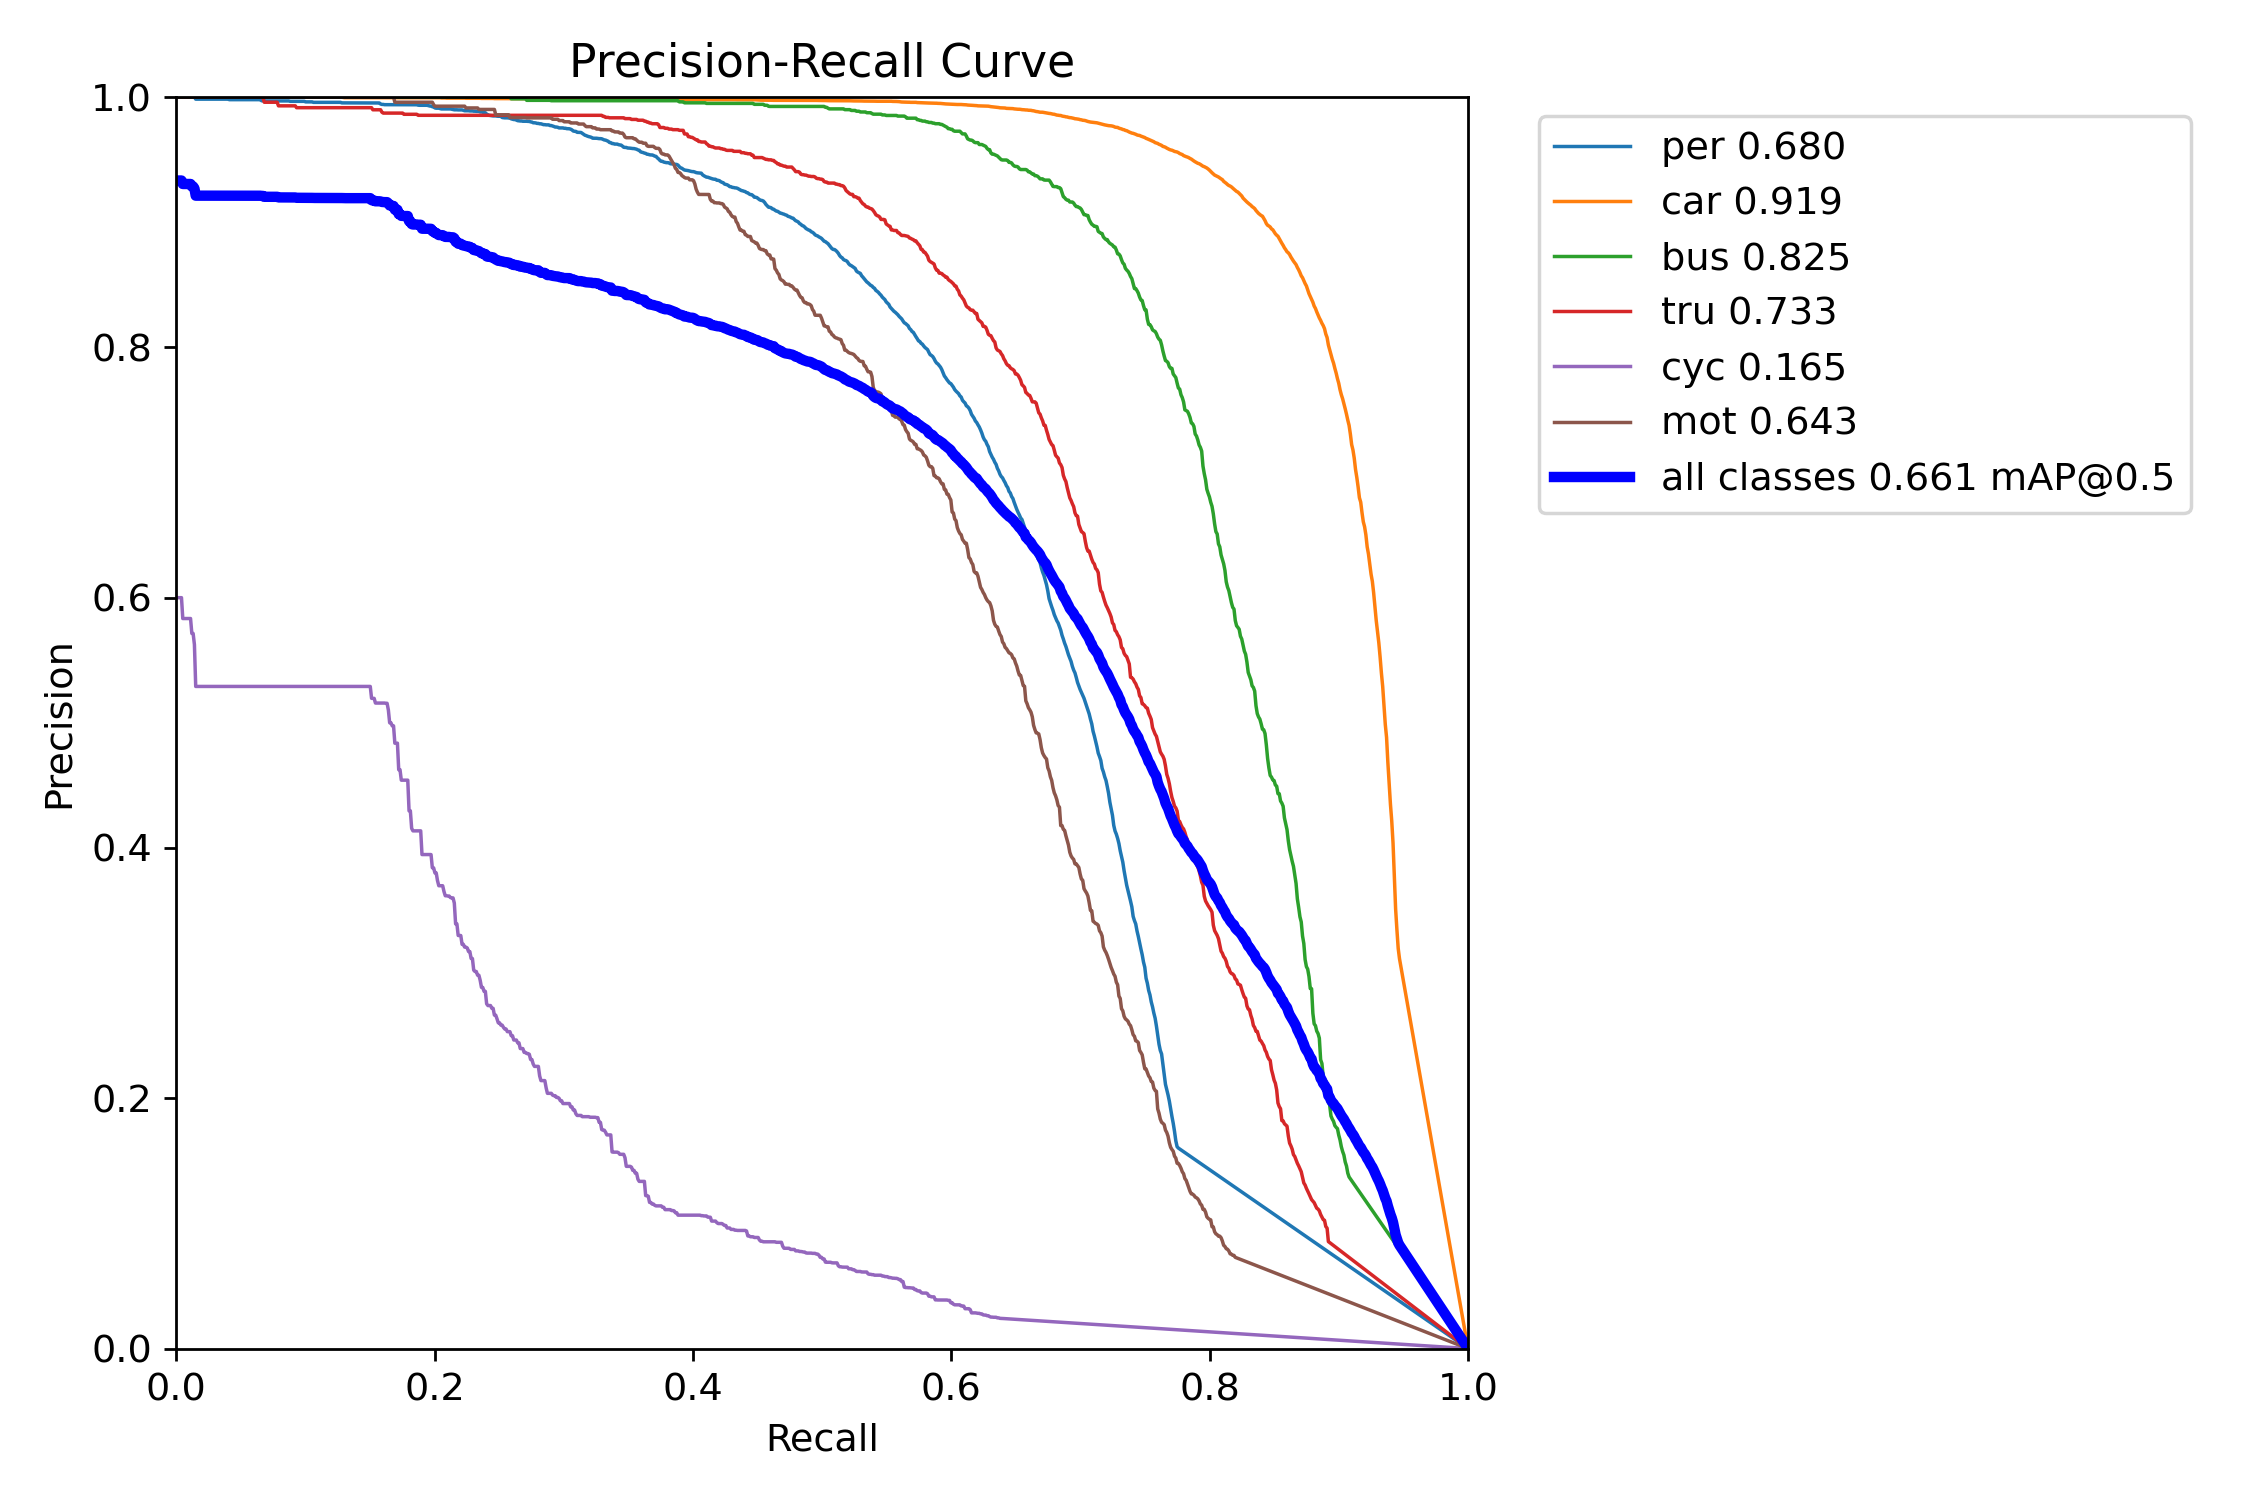 Precision-Recall Curve
1.0
0.8
0.6
0.4
0.2
0.0
Precision
0.0 0.2 0.4 0.6 0.8 1.0
Recall
per 0.680
car 0.919
bus 0.825
tru 0.733
cyc 0.165
mot 0.643
all classes 0.661 mAP@0.5